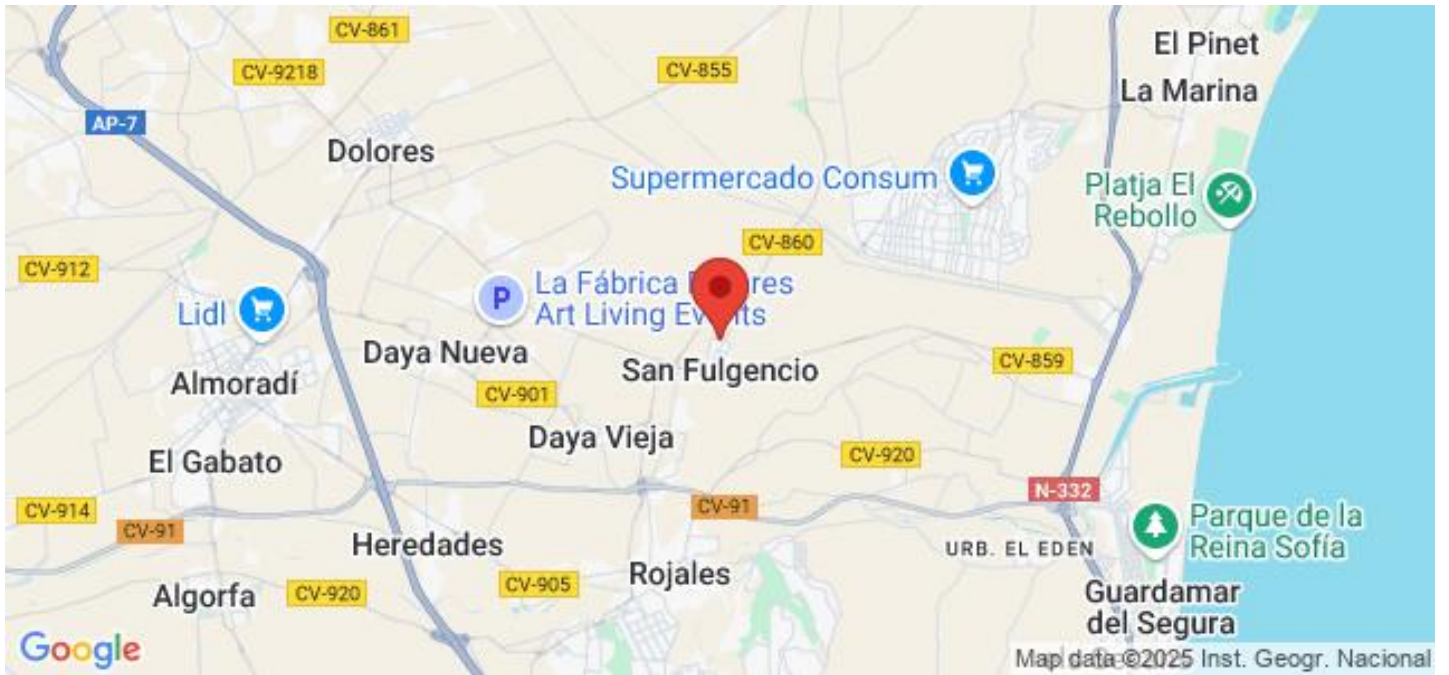 CV-861
El Pinet
CV-9218
CV-855
La Marina
AP-7
Dolores
Supermercado Consum
Platja El
Rebollo
CV-860
CV-912
La Fábrica
Art Living
Lidl
P
Daya Nueva
San Fulgencio
CV-859
Almoradí
CV-901
Daya Vieja
CV-920
El Gabato
N-332
CV-914
CV-91
CV-91
Parque de la
Reina Sofía
Heredades
URB. EL EDEN
Rojales
CV-905
Algorfa
CV-920
Guardamar
del Segura
Google
Map data ©2025 Inst. Geogr. Nacional